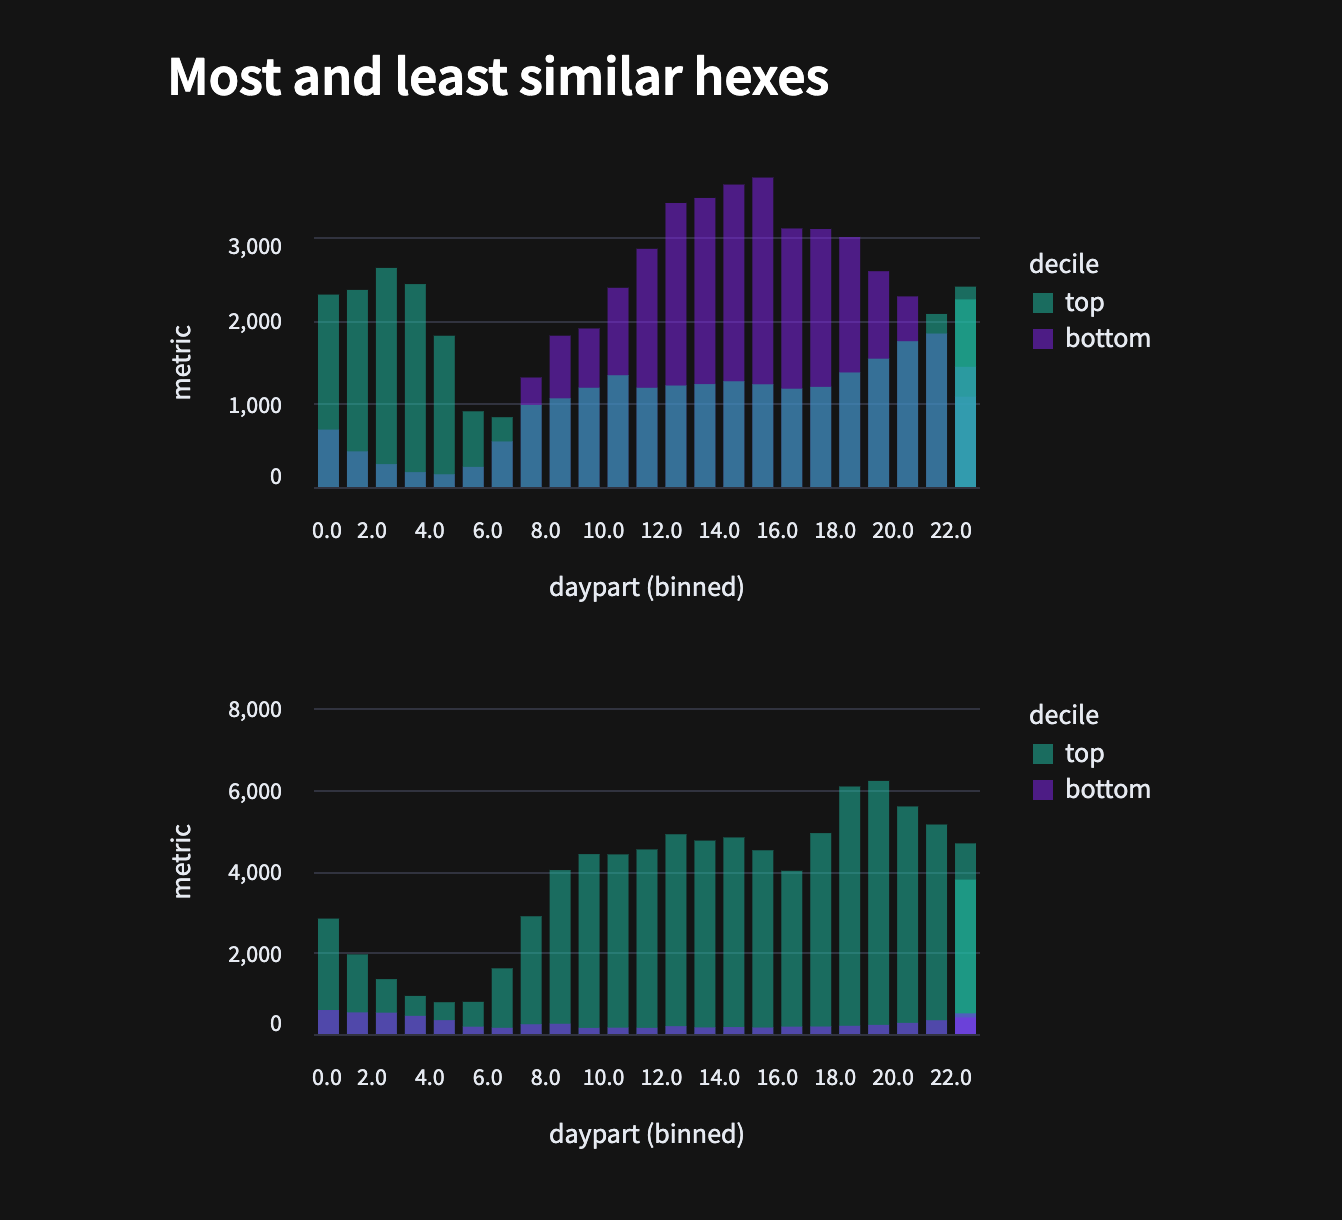 Most and least similar hexes
metric
3,000
2,000
1,000
0
0.0 2.0 4.0 6.0 8.0 10.0 12.0 14.0 16.0 18.0 20.0 22.0
daypart (binned)
decile
top
bottom
metric
8,000
6,000
4,000
2,000
0
0.0 2.0 4.0 6.0 8.0 10.0 12.0 14.0 16.0 18.0 20.0 22.0
daypart (binned)
decile
top
bottom